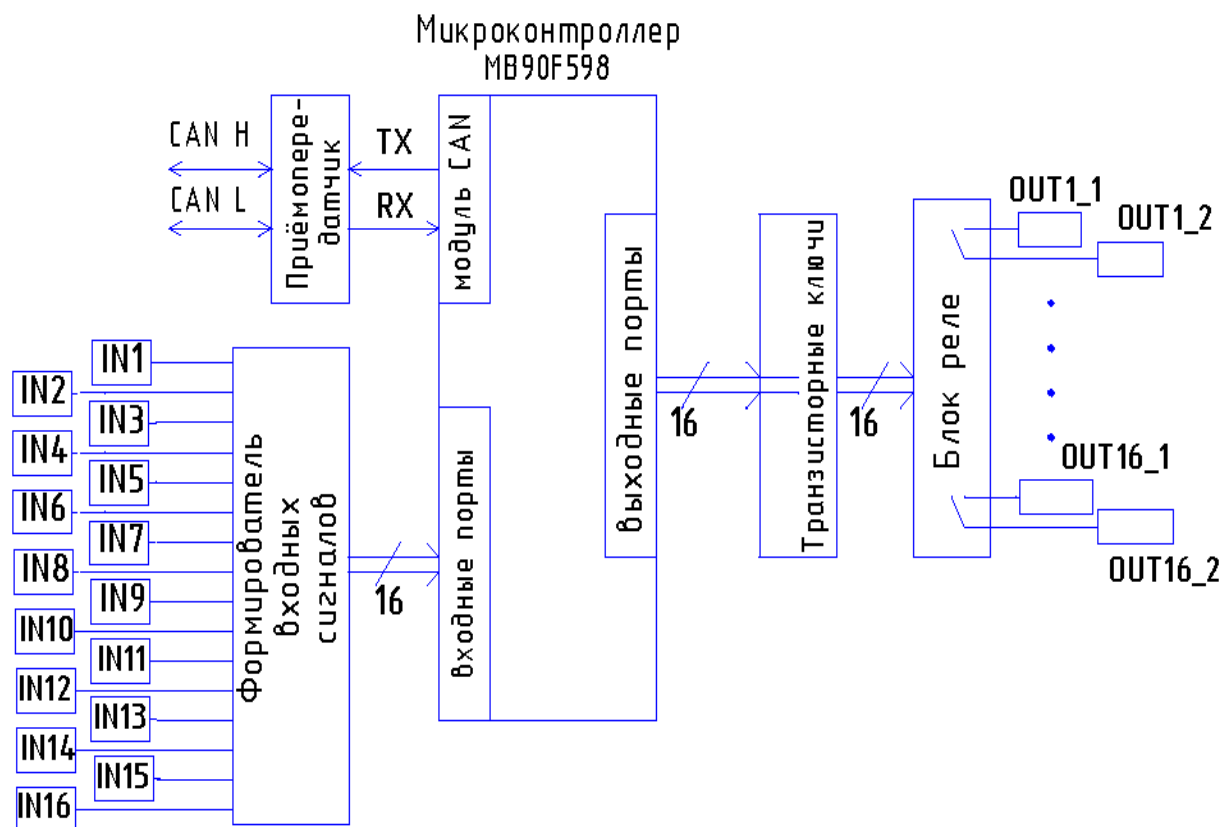 Микроконтроллер
MB90F598
CAN H
CAN L
Приёмопере-
датчик
TX
RX
модуль CAN
входные порты
выходные порты
16
Транзисторные ключи
16
Блок реле
OUT1_1
OUT1_2
OUT16_1
OUT16_2
IN1
IN2
IN3
IN4
IN5
IN6
IN7
IN8
IN9
IN10
IN11
IN12
IN13
IN14
IN15
IN16
Формирователь
входных
сигналов
16